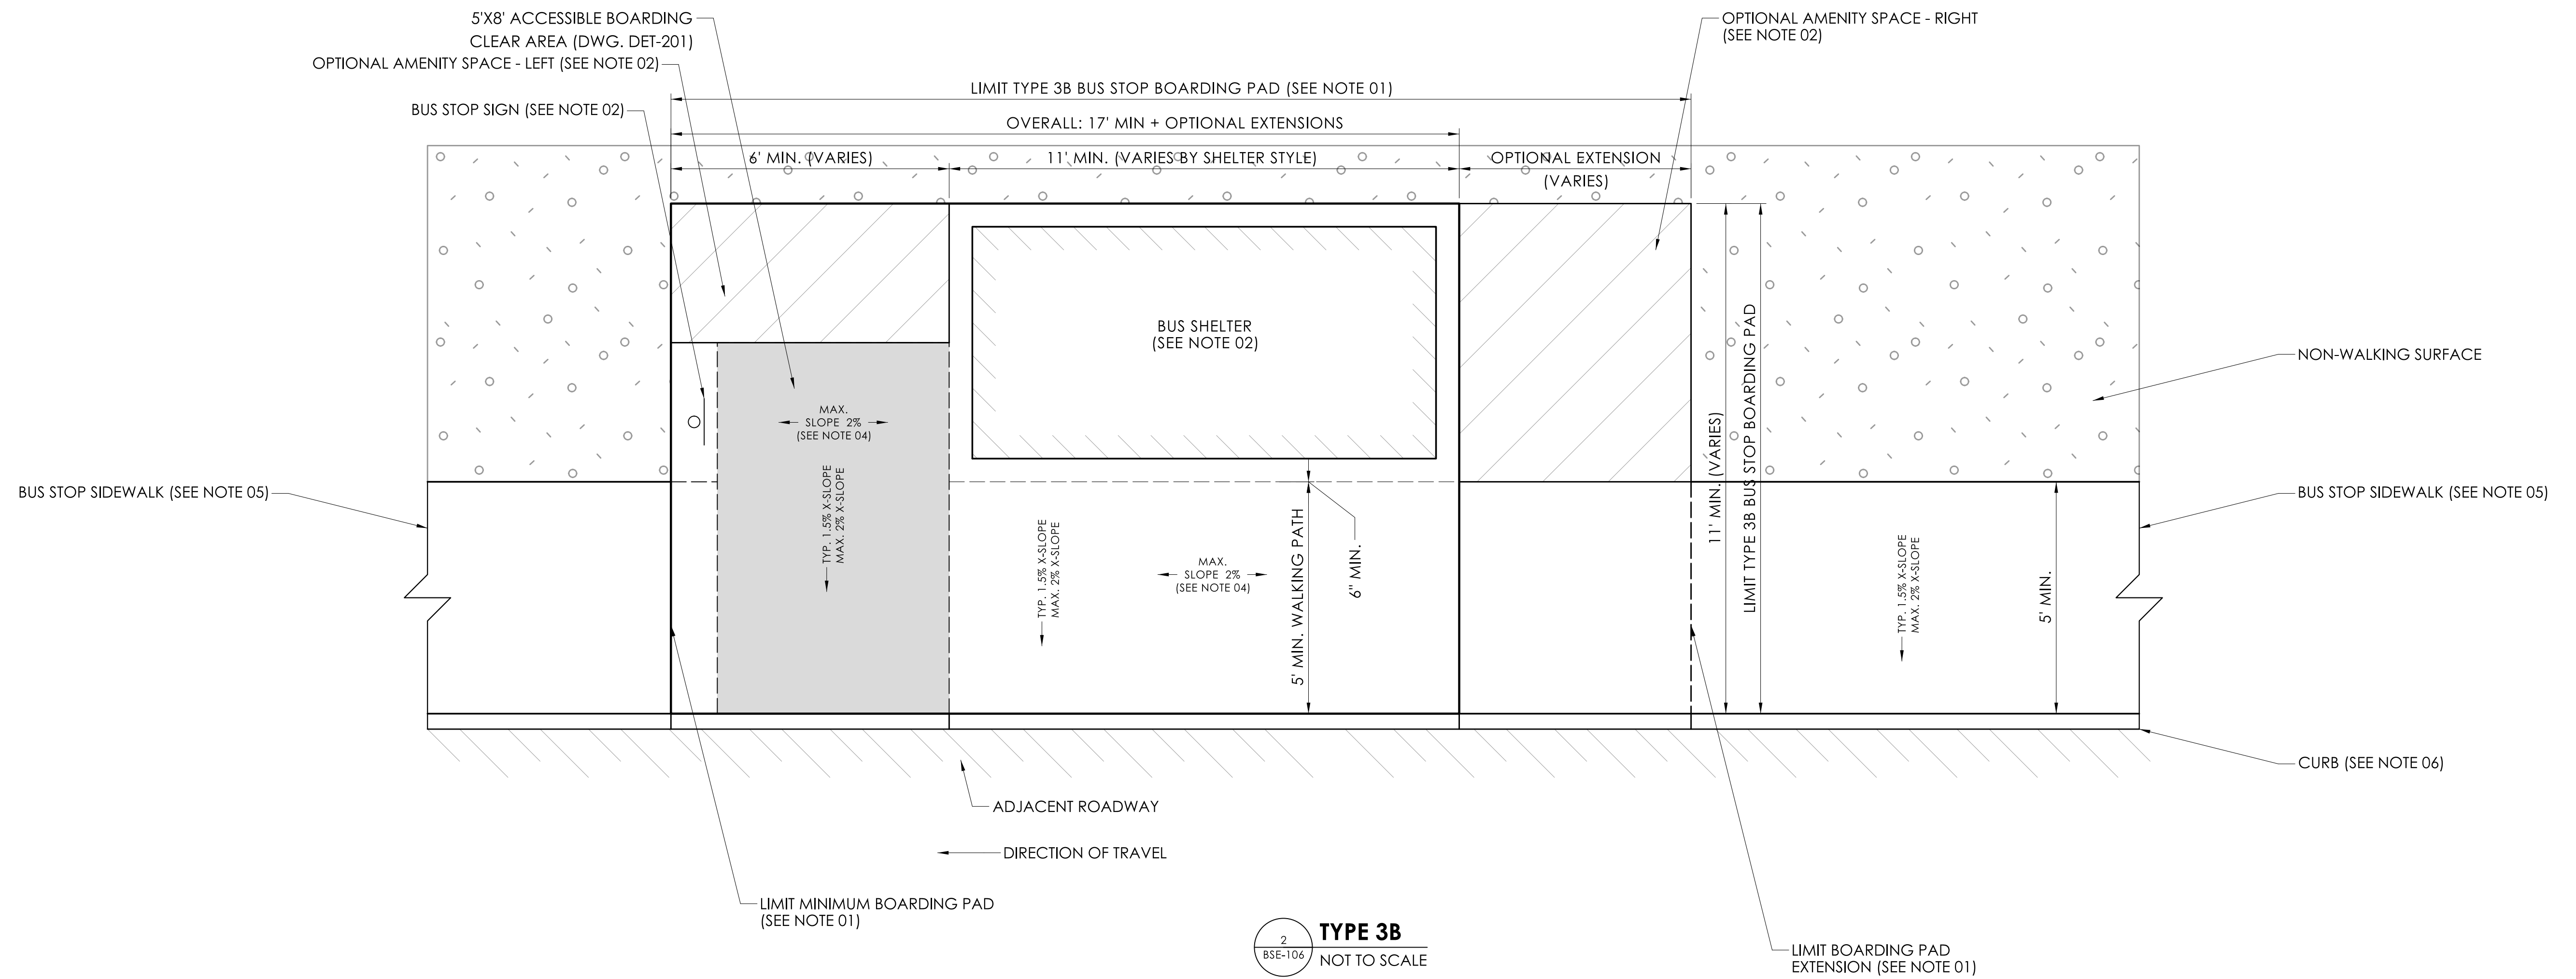 5'X8' ACCESSIBLE BOARDING
CLEAR AREA (DWG. DET-201)
OPTIONAL AMENITY SPACE - LEFT (SEE NOTE 02)
BUS STOP SIGN (SEE NOTE 02)
OPTIONAL AMENITY SPACE - RIGHT
(SEE NOTE 02)
LIMIT TYPE 3B BUS STOP BOARDING PAD (SEE NOTE 01)
OVERALL: 17' MIN + OPTIONAL EXTENSIONS
6' MIN. (VARIES)
11' MIN. (VARIES BY SHELTER STYLE)
OPTIONAL EXTENSION
(VARIES)
BUS SHELTER
(SEE NOTE 02)
NON-WALKING SURFACE
MAX.
SLOPE 2%
(SEE NOTE 04)
TYP. 1.5% X-SLOPE
MAX. 2% X-SLOPE
BUS STOP SIDEWALK (SEE NOTE 05)
TYP. 1.5% X-SLOPE
MAX. 2% X-SLOPE
MAX.
SLOPE 2%
(SEE NOTE 04)
5' MIN. WALKING PATH
6" MIN.
11' MIN. (VARIES)
LIMIT TYPE 3B BUS STOP BOARDING PAD
TYP. 1.5% X-SLOPE
MAX. 2% X-SLOPE
5' MIN.
BUS STOP SIDEWALK (SEE NOTE 05)
CURB (SEE NOTE 06)
ADJACENT ROADWAY
DIRECTION OF TRAVEL
LIMIT MINIMUM BOARDING PAD
(SEE NOTE 01)
LIMIT BOARDING PAD
EXTENSION (SEE NOTE 01)
2
BSE-106
TYPE 3B
NOT TO SCALE